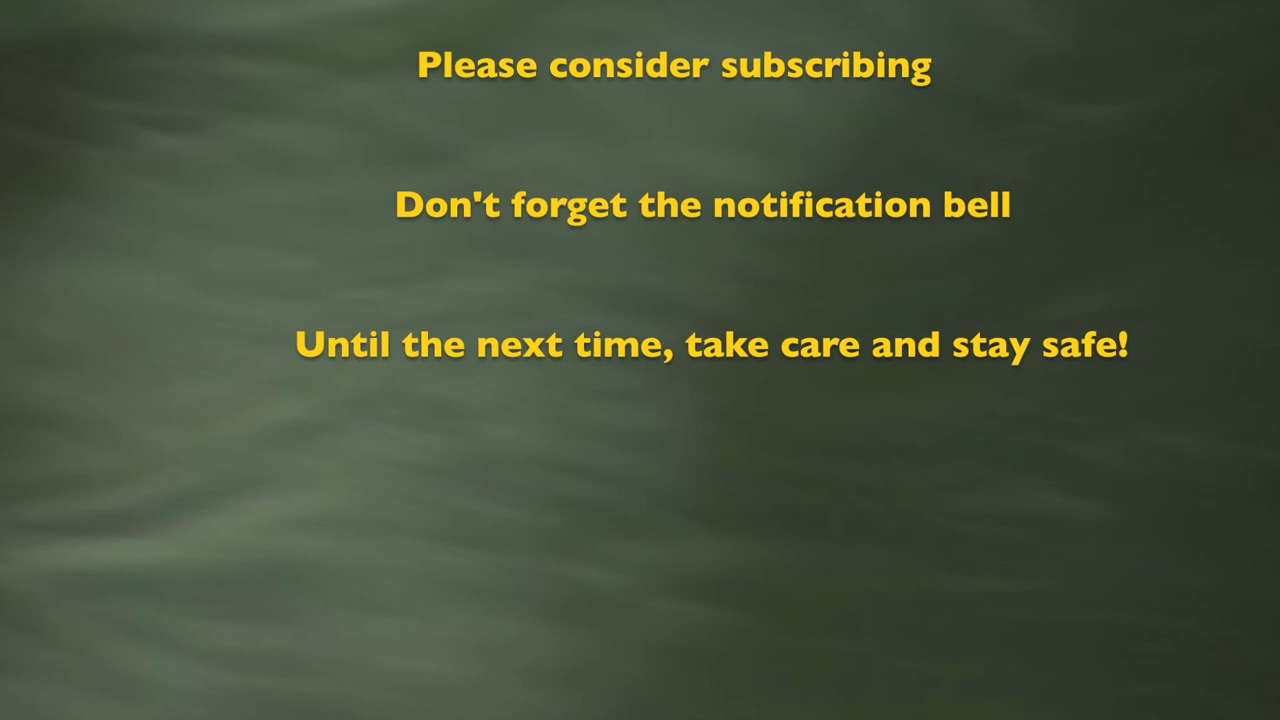 Please consider subscribing
Don't forget the notification bell
Until the next time, take care and stay safe!